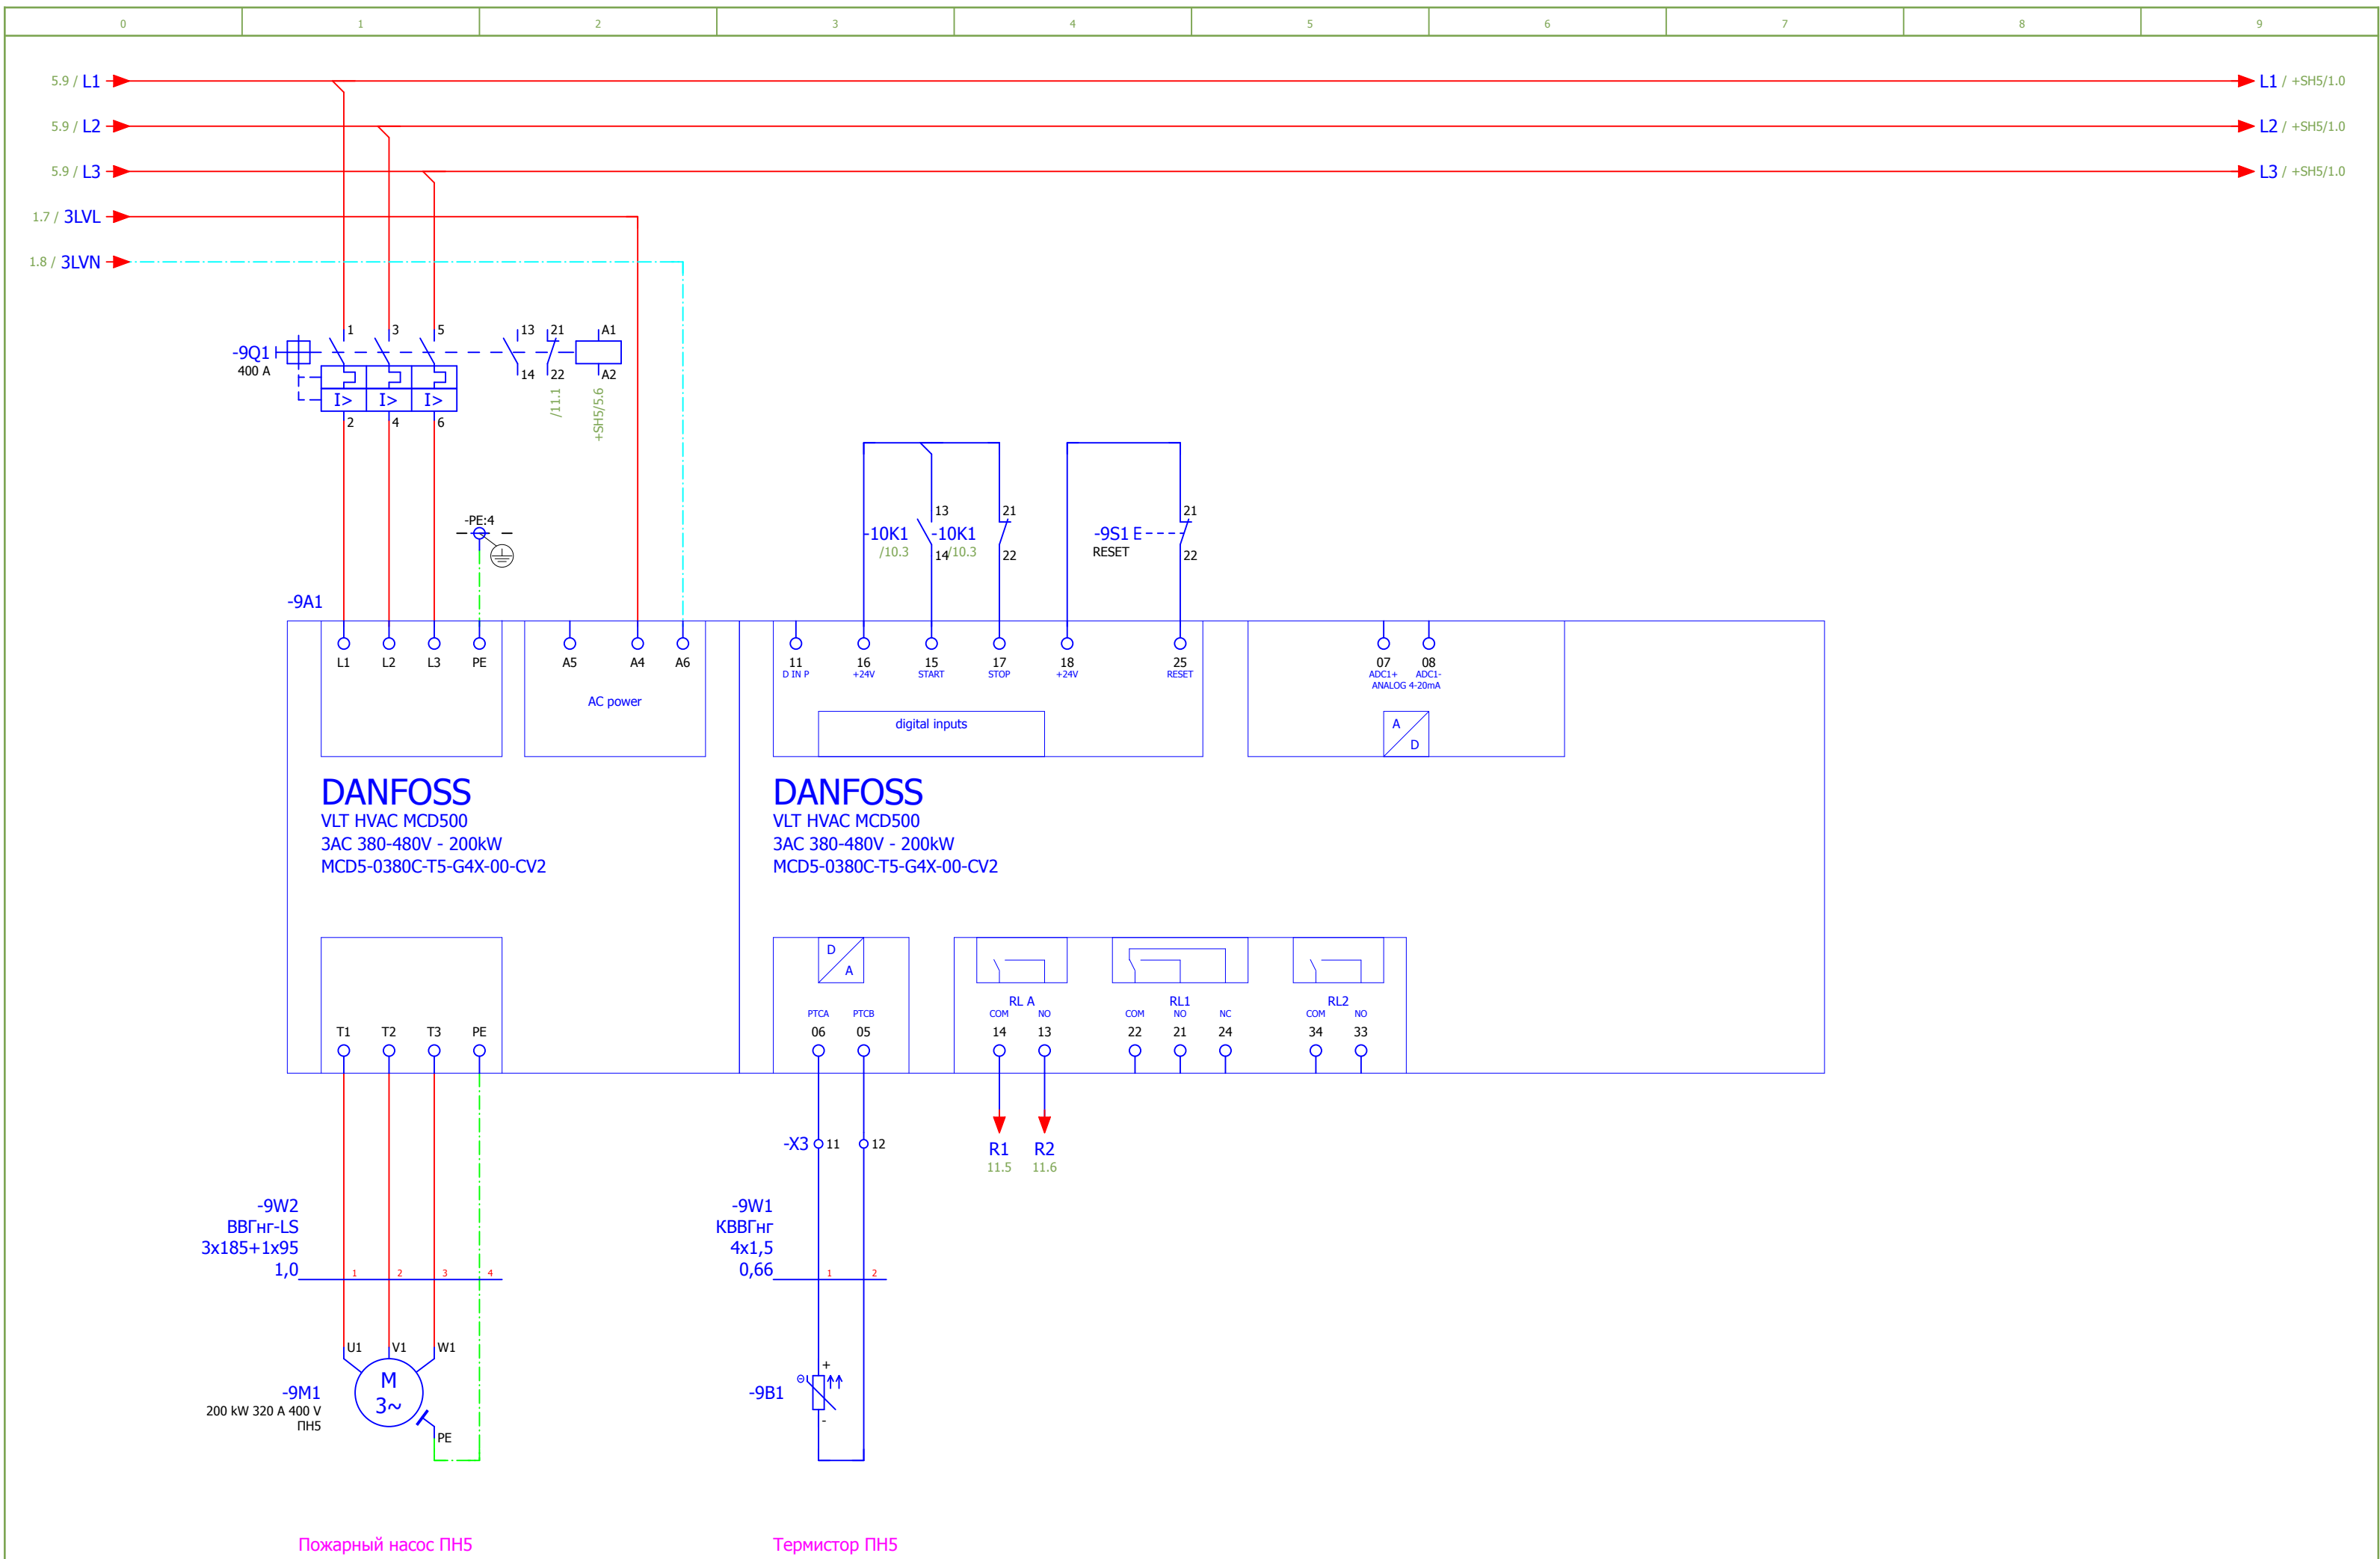 0 1 2 3 4 5 6 7 8 9
5.9 / L1 L1 / +SH5/1.0
5.9 / L2 L2 / +SH5/1.0
5.9 / L3 L3 / +SH5/1.0
1.7 / 3LVL
1.8 / 3LVN
1 3 5 13 21 A1
-9Q1
400 A
14 22 A2
I> I> I>
2 4 6
/11.1
+SH5/5.6
-PE:4
13 21 21
-10K1 -10K1 -9S1 E
/10.3 14 /10.3 22 RESET 22
-9A1
L1 L2 L3 PE A5 A4 A6 11 16 15 17 18 25 07 08
D IN P +24V START STOP +24V RESET ADC1+ ADC1-
ANALOG 4-20mA
AC power
digital inputs
A
D
DANFOSS
VLT HVAC MCD500
3AC 380-480V - 200kW
MCD5-0380C-T5-G4X-00-CV2
DANFOSS
VLT HVAC MCD500
3AC 380-480V - 200kW
MCD5-0380C-T5-G4X-00-CV2
D
A
RL A RL1 RL2
PTCA PTCB COM NO COM NO NC COM NO
T1 T2 T3 PE 06 05 14 13 22 21 24 34 33
-X3 11 12
R1 R2
11.5 11.6
-9W2
ВВГнг-LS
3x185+1x95
1,0
1 2 3 4
-9W1
КВВГнг
4x1,5
0,66
1 2
U1 V1 W1
M
3~
-9M1
200 kW 320 A 400 V
ПН5
PE
+
Θ
-9B1
-
Пожарный насос ПН5
Термистор ПН5